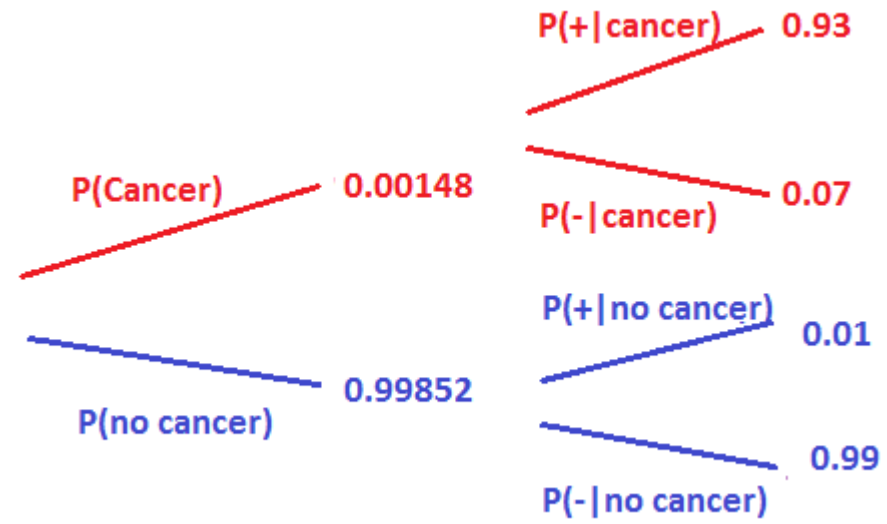 P(+|cancer) 0.93
P(Cancer) 0.00148
P(-|cancer) 0.07
P(+|no cancer) 0.01
P(no cancer) 0.99852
P(-|no cancer) 0.99